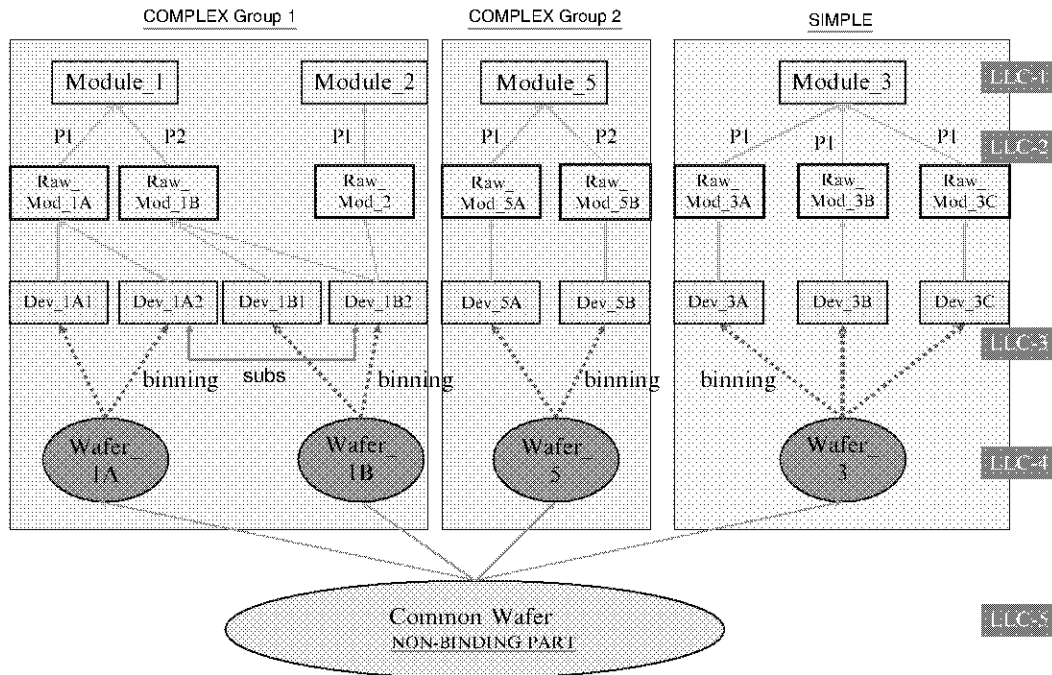 COMPLEX Group 1
COMPLEX Group 2
SIMPLE
Module_1
Module_2
Module_5
Module_3
LLC-1
P1
P2
P1
P1
P2
P1
P1
P1
LLC-2
Raw_
Mod_1A
Raw_
Mod_1B
Raw_
Mod_2
Raw_
Mod_5A
Raw_
Mod_5B
Raw_
Mod_3A
Raw_
Mod_3B
Raw_
Mod_3C
Dev_1A1
Dev_1A2
Dev_1B1
Dev_1B2
Dev_5A
Dev_5B
Dev_3A
Dev_3B
Dev_3C
LLC-3
binning
subs
binning
binning
binning
Wafer_
1A
Wafer_
1B
Wafer_
5
Wafer_
3
LLC-4
Common Wafer
NON-BINDING PART
LLC-5